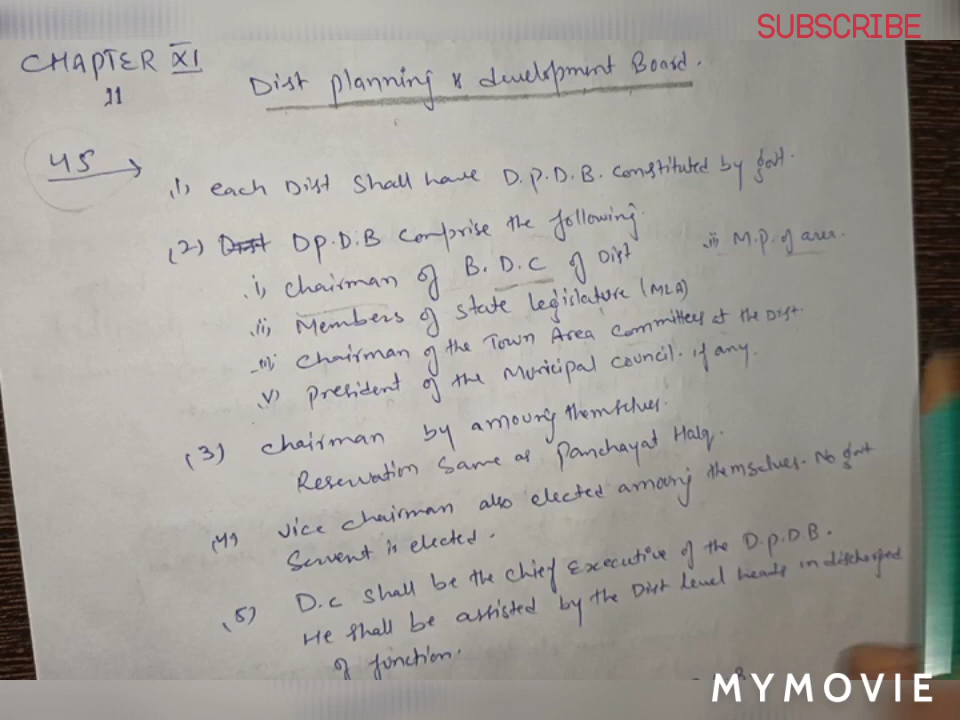 SUBSCRIBE
CHAPTER XI
11
Dist planning & development Board.
45 →
(1) each Dist Shall have D.P.D.B. constituted by govt.
(2) Dist DP.D.B comprise the following.
i) Chairman of B.D.C of Dist
ii) M.P. of area.
iii) Members of State legislature (MLA)
iii) Chairman of the Town Area Committees of the Dist
V) President of the Municipal Council. if any.
(3) Chairman by amoung themselves.
Reservation Same as Panchayat Halq.
(4) Vice Chairman also elected amoung themselves. No govt
Servent is elected.
(5) D.C shall be the Chief Executive of the D.P.D.B.
He shall be assisted by the Dist level heads in discharged
of function.
MYMOVIE